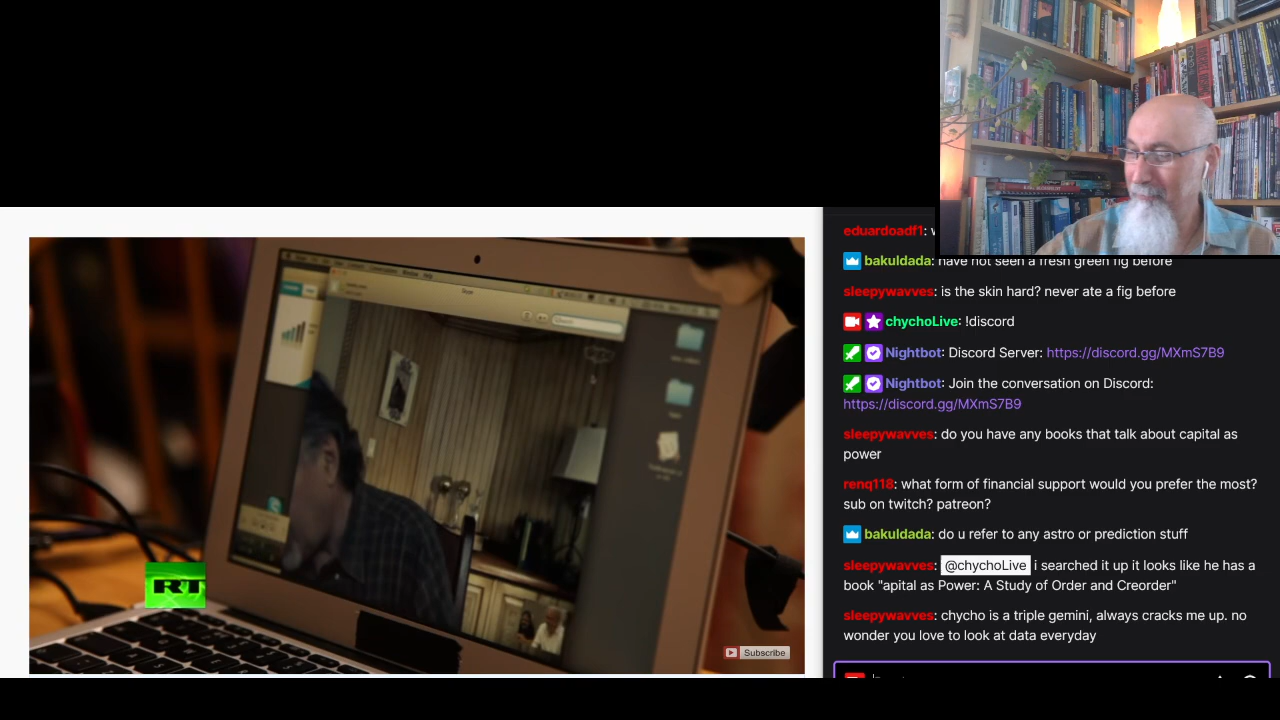 eduardoadf1:
bakuldada: have not seen a fresh green fig before
sleepywavves: is the skin hard? never ate a fig before
chychoLive: !discord
Nightbot: Discord Server: https://discord.gg/MXmS7B9
Nightbot: Join the conversation on Discord:
https://discord.gg/MXmS7B9
sleepywavves: do you have any books that talk about capital as
power
renq118: what form of financial support would you prefer the most?
sub on twitch? patreon?
bakuldada: do u refer to any astro or prediction stuff
sleepywavves: @chychoLive i searched it up it looks like he has a
book "apital as Power: A Study of Order and Creorder"
sleepywavves: chycho is a triple gemini, always cracks me up. no
wonder you love to look at data everyday
RT
Subscribe